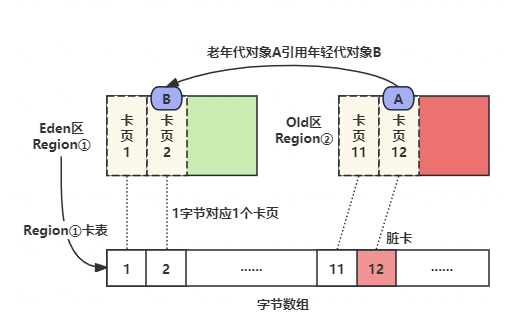 老年代对象A引用年轻代对象B
B
A
Eden区
Region①
卡
页
1
卡
页
2
Old区
Region②
卡
页
11
卡
页
12
1字节对应1个卡页
Region①卡表
脏卡
1
2
......
11
12
......
字节数组